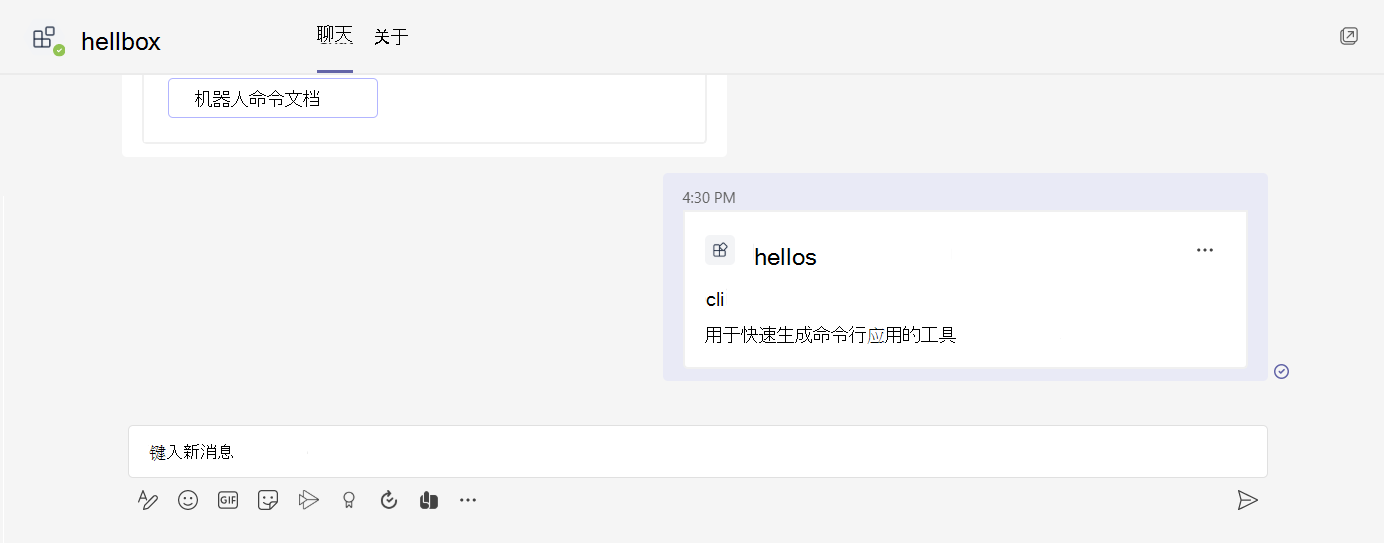 hellbox
聊天
关于
机器人命令文档
4:30 PM
hellos
cli
用于快速生成命令行应用的工具
键入新消息
GIF